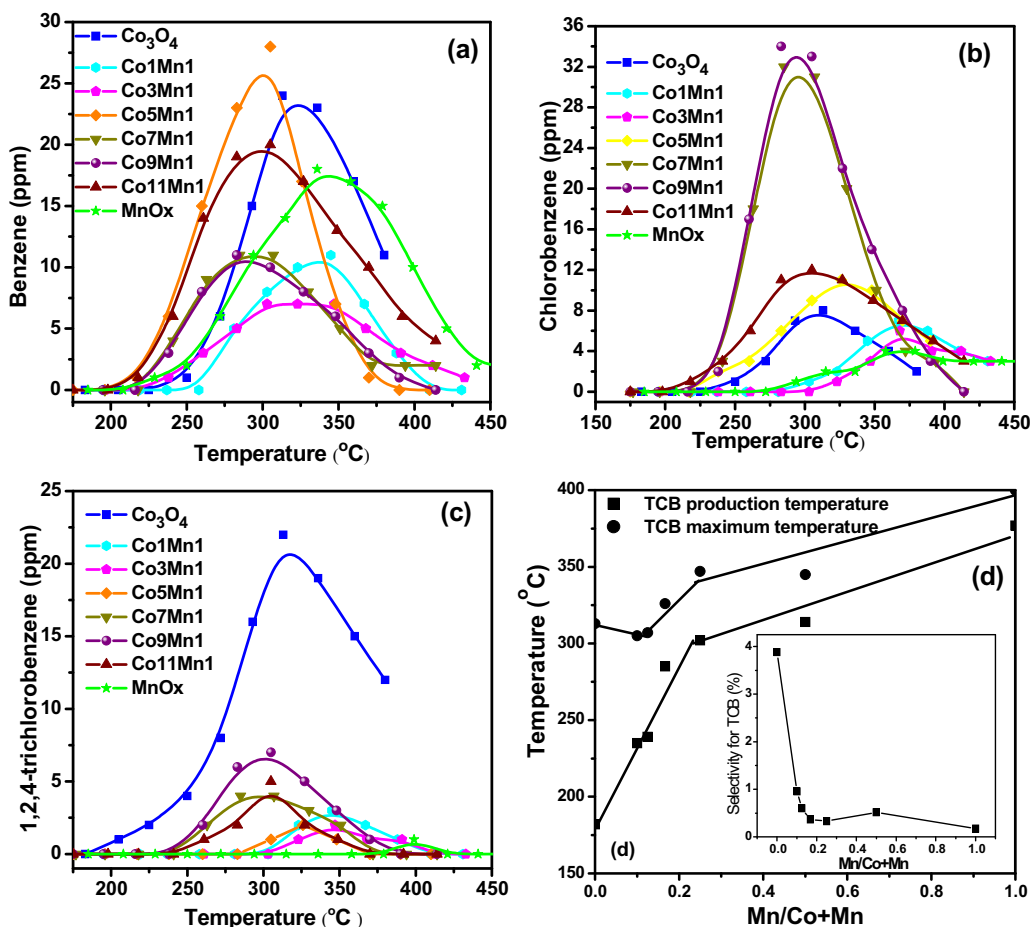 (a)
Benzene (ppm)
30
25
20
15
10
5
0
Co3O4
Co1Mn1
Co3Mn1
Co5Mn1
Co7Mn1
Co9Mn1
Co11Mn1
MnOx
200 250 300 350 400 450
Temperature (°C)
(b)
Chlorobenzene (ppm)
36
32
28
24
20
16
12
8
4
0
Co3O4
Co1Mn1
Co3Mn1
Co5Mn1
Co7Mn1
Co9Mn1
Co11Mn1
MnOx
150 200 250 300 350 400 450
Temperature (°C)
(c)
1,2,4-trichlorobenzene (ppm)
25
20
15
10
5
0
Co3O4
Co1Mn1
Co3Mn1
Co5Mn1
Co7Mn1
Co9Mn1
Co11Mn1
MnOx
200 250 300 350 400 450
Temperature (°C)
TCB production temperature
TCB maximum temperature
(d)
Temperature (°C)
400
350
300
250
200
150
Selectivity for TCB (%)
4
3
2
1
0
0.0 0.2 0.4 0.6 0.8 1.0
Mn/Co+Mn
(d)
0.0 0.2 0.4 0.6 0.8 1.0
Mn/Co+Mn